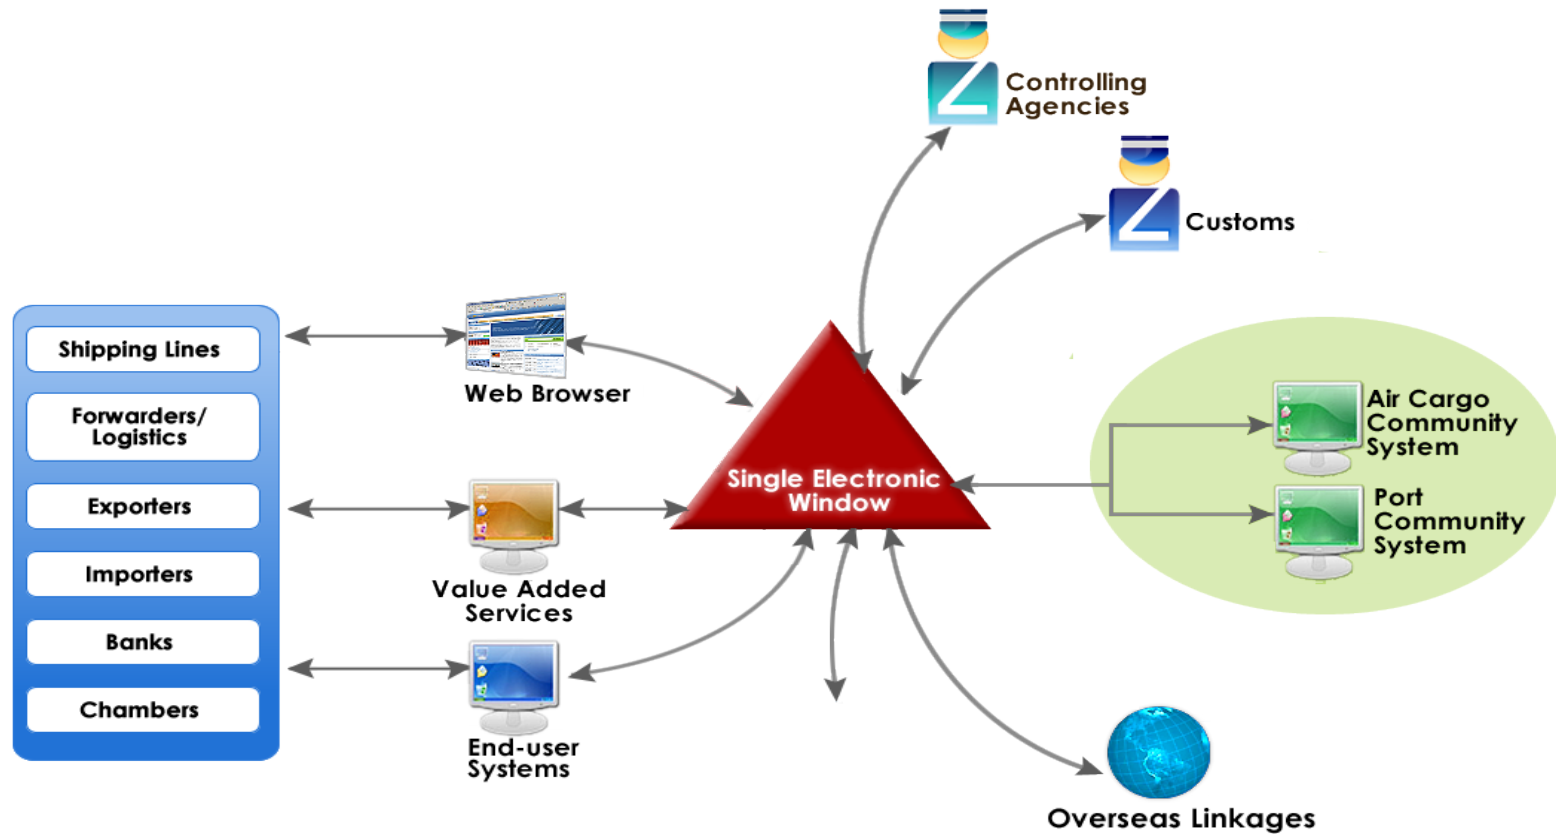 Controlling
Agencies
Customs
Shipping Lines
Forwarders/
Logistics
Exporters
Importers
Banks
Chambers
Web Browser
Value Added
Services
End-user
Systems
Single Electronic
Window
Air Cargo
Community
System
Port
Community
System
Overseas Linkages